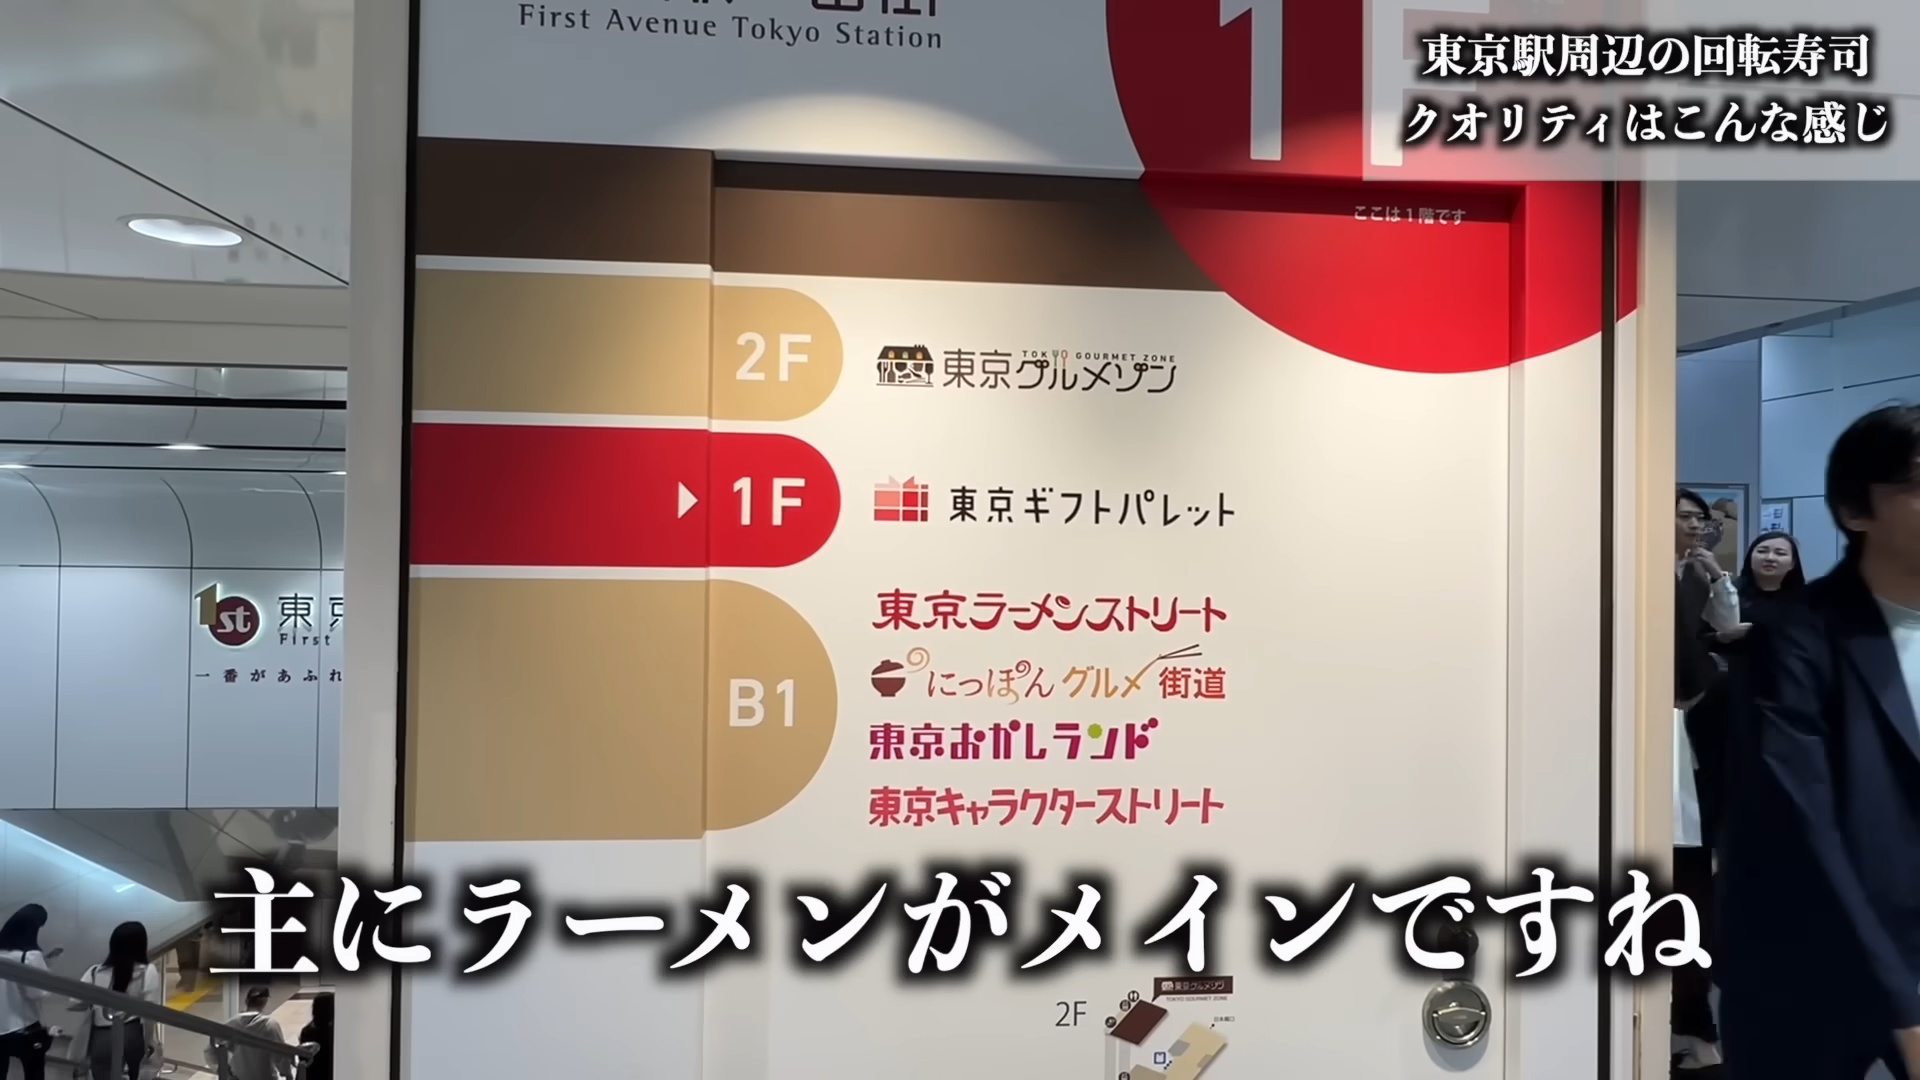 First Avenue Tokyo Station
1F
東京駅周辺の回転寿司
クオリティはこんな感じ
ここは1階です
2F
TOKYO GOURMET ZONE
東京グルメゾン
1F
東京ギフトパレット
B1
東京ラーメンストリート
にっぽん グルメ 街道
東京おかしランド
東京キャラクターストリート
1st
東京
First
一番があふれ
主にラーメンがメインですね
2F
東京グルメゾン
TOKYO GOURMET ZONE